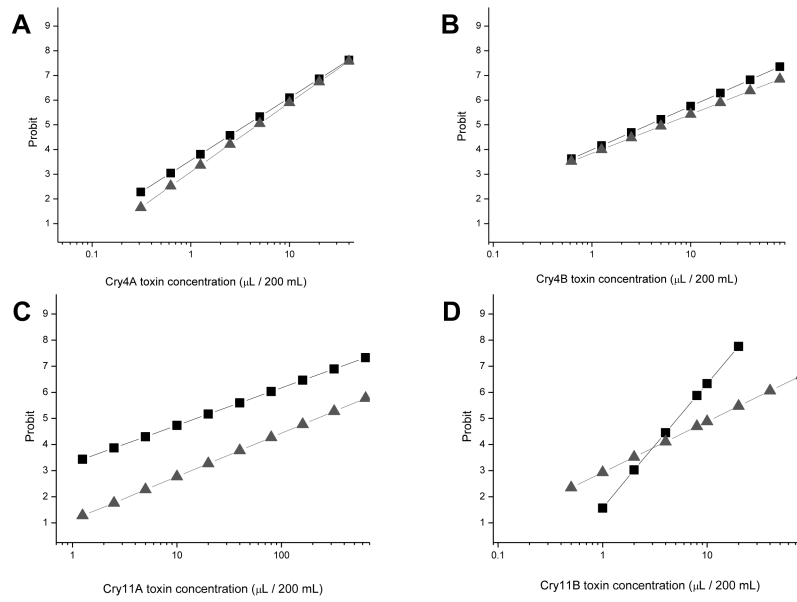 A
9
8
7
6
5
4
3
2
1
Probit
0.1 1 10
Cry4A toxin concentration (μL / 200 mL)
B
9
8
7
6
5
4
3
2
1
Probit
0.1 1 10
Cry4B toxin concentration (μL / 200 mL)
C
9
8
7
6
5
4
3
2
1
Probit
1 10 100
Cry11A toxin concentration (μL / 200 mL)
D
9
8
7
6
5
4
3
2
1
Probit
0.1 1 10
Cry11B toxin concentration (μL / 200 mL)